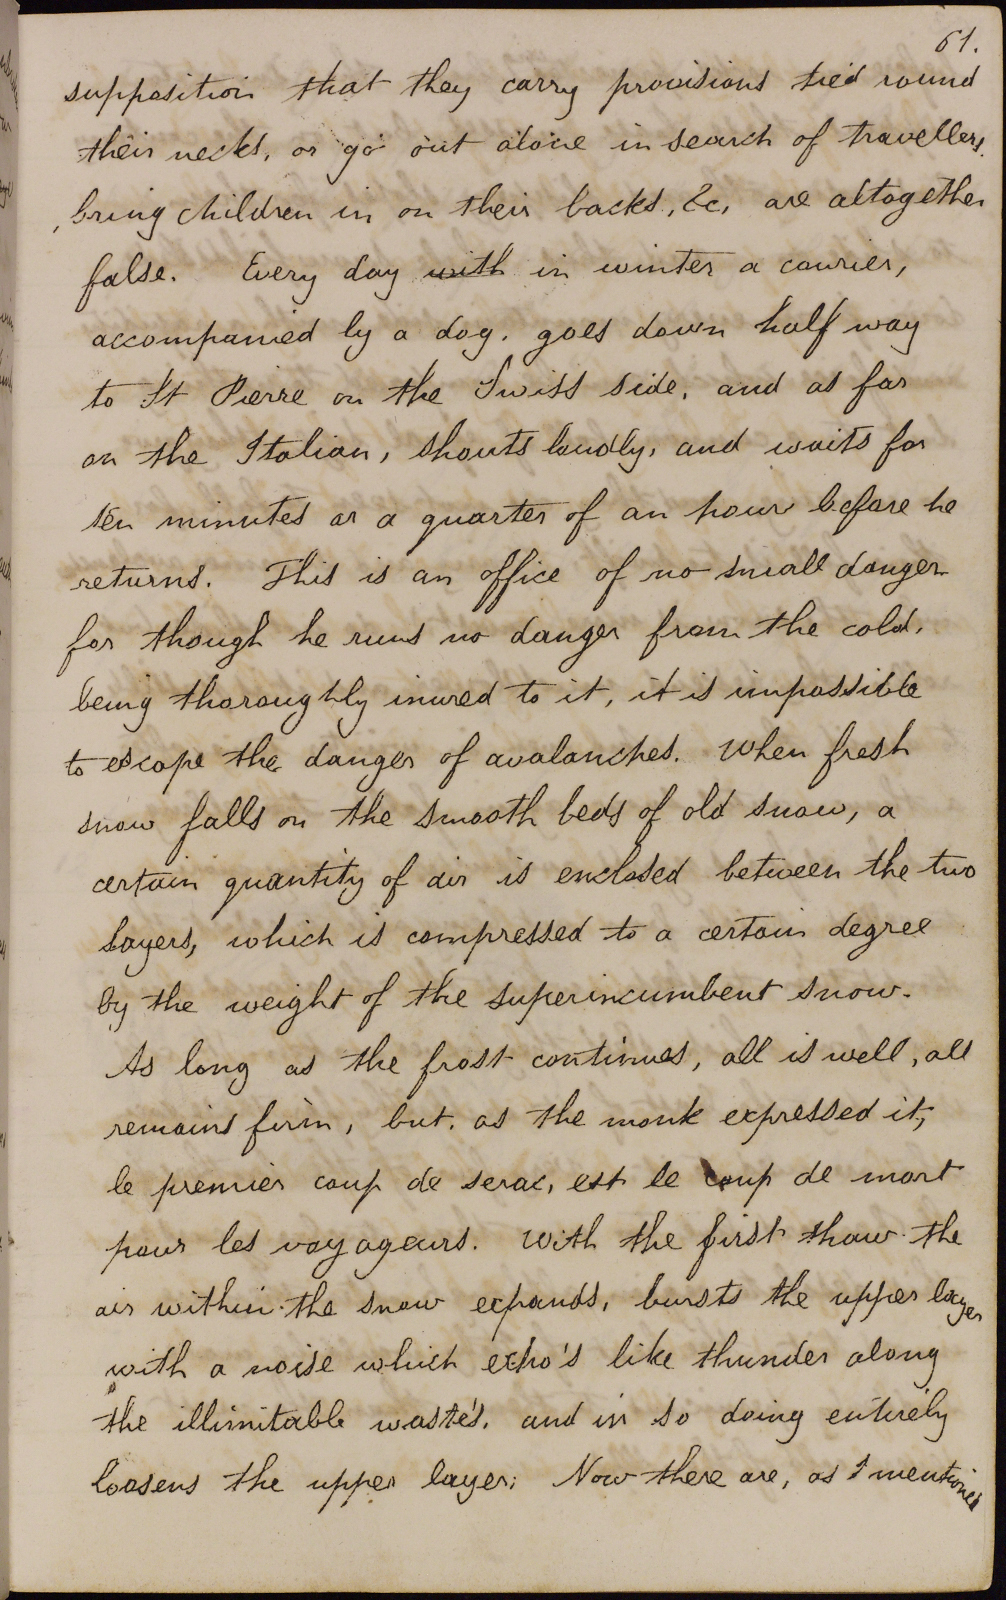 61.
supposition that they carry provisions tied round
their necks, or go out alone in search of travellers,
bring children in on their backs, &c, are altogether
false. Every day with in winter a courier,
accompanied by a dog, goes down half way
to St Pierre on the Swiss side, and as far
on the Italian, shouts loudly, and waits for
ten minutes or a quarter of an hour before he
returns. This is an office of no small danger
for though he runs no danger from the cold,
being thoroughly inured to it, it is impossible
to escape the danger of avalanches. When fresh
snow falls on the smooth beds of old snow, a
certain quantity of air is enclosed between the two
layers, which is compressed to a certain degree
by the weight of the superincumbent snow.
As long as the frost continues, all is well, all
remains firm, but, as the monk expressed it,
le premier coup de serac, est le coup de mort
pour les voyageurs. With the first thaw the
air within the snow expands, bursts the upper layer
with a noise which echo's like thunder along
the illimitable wastes, and in so doing entirely
loosens the upper layer: Now there are, as I mentioned